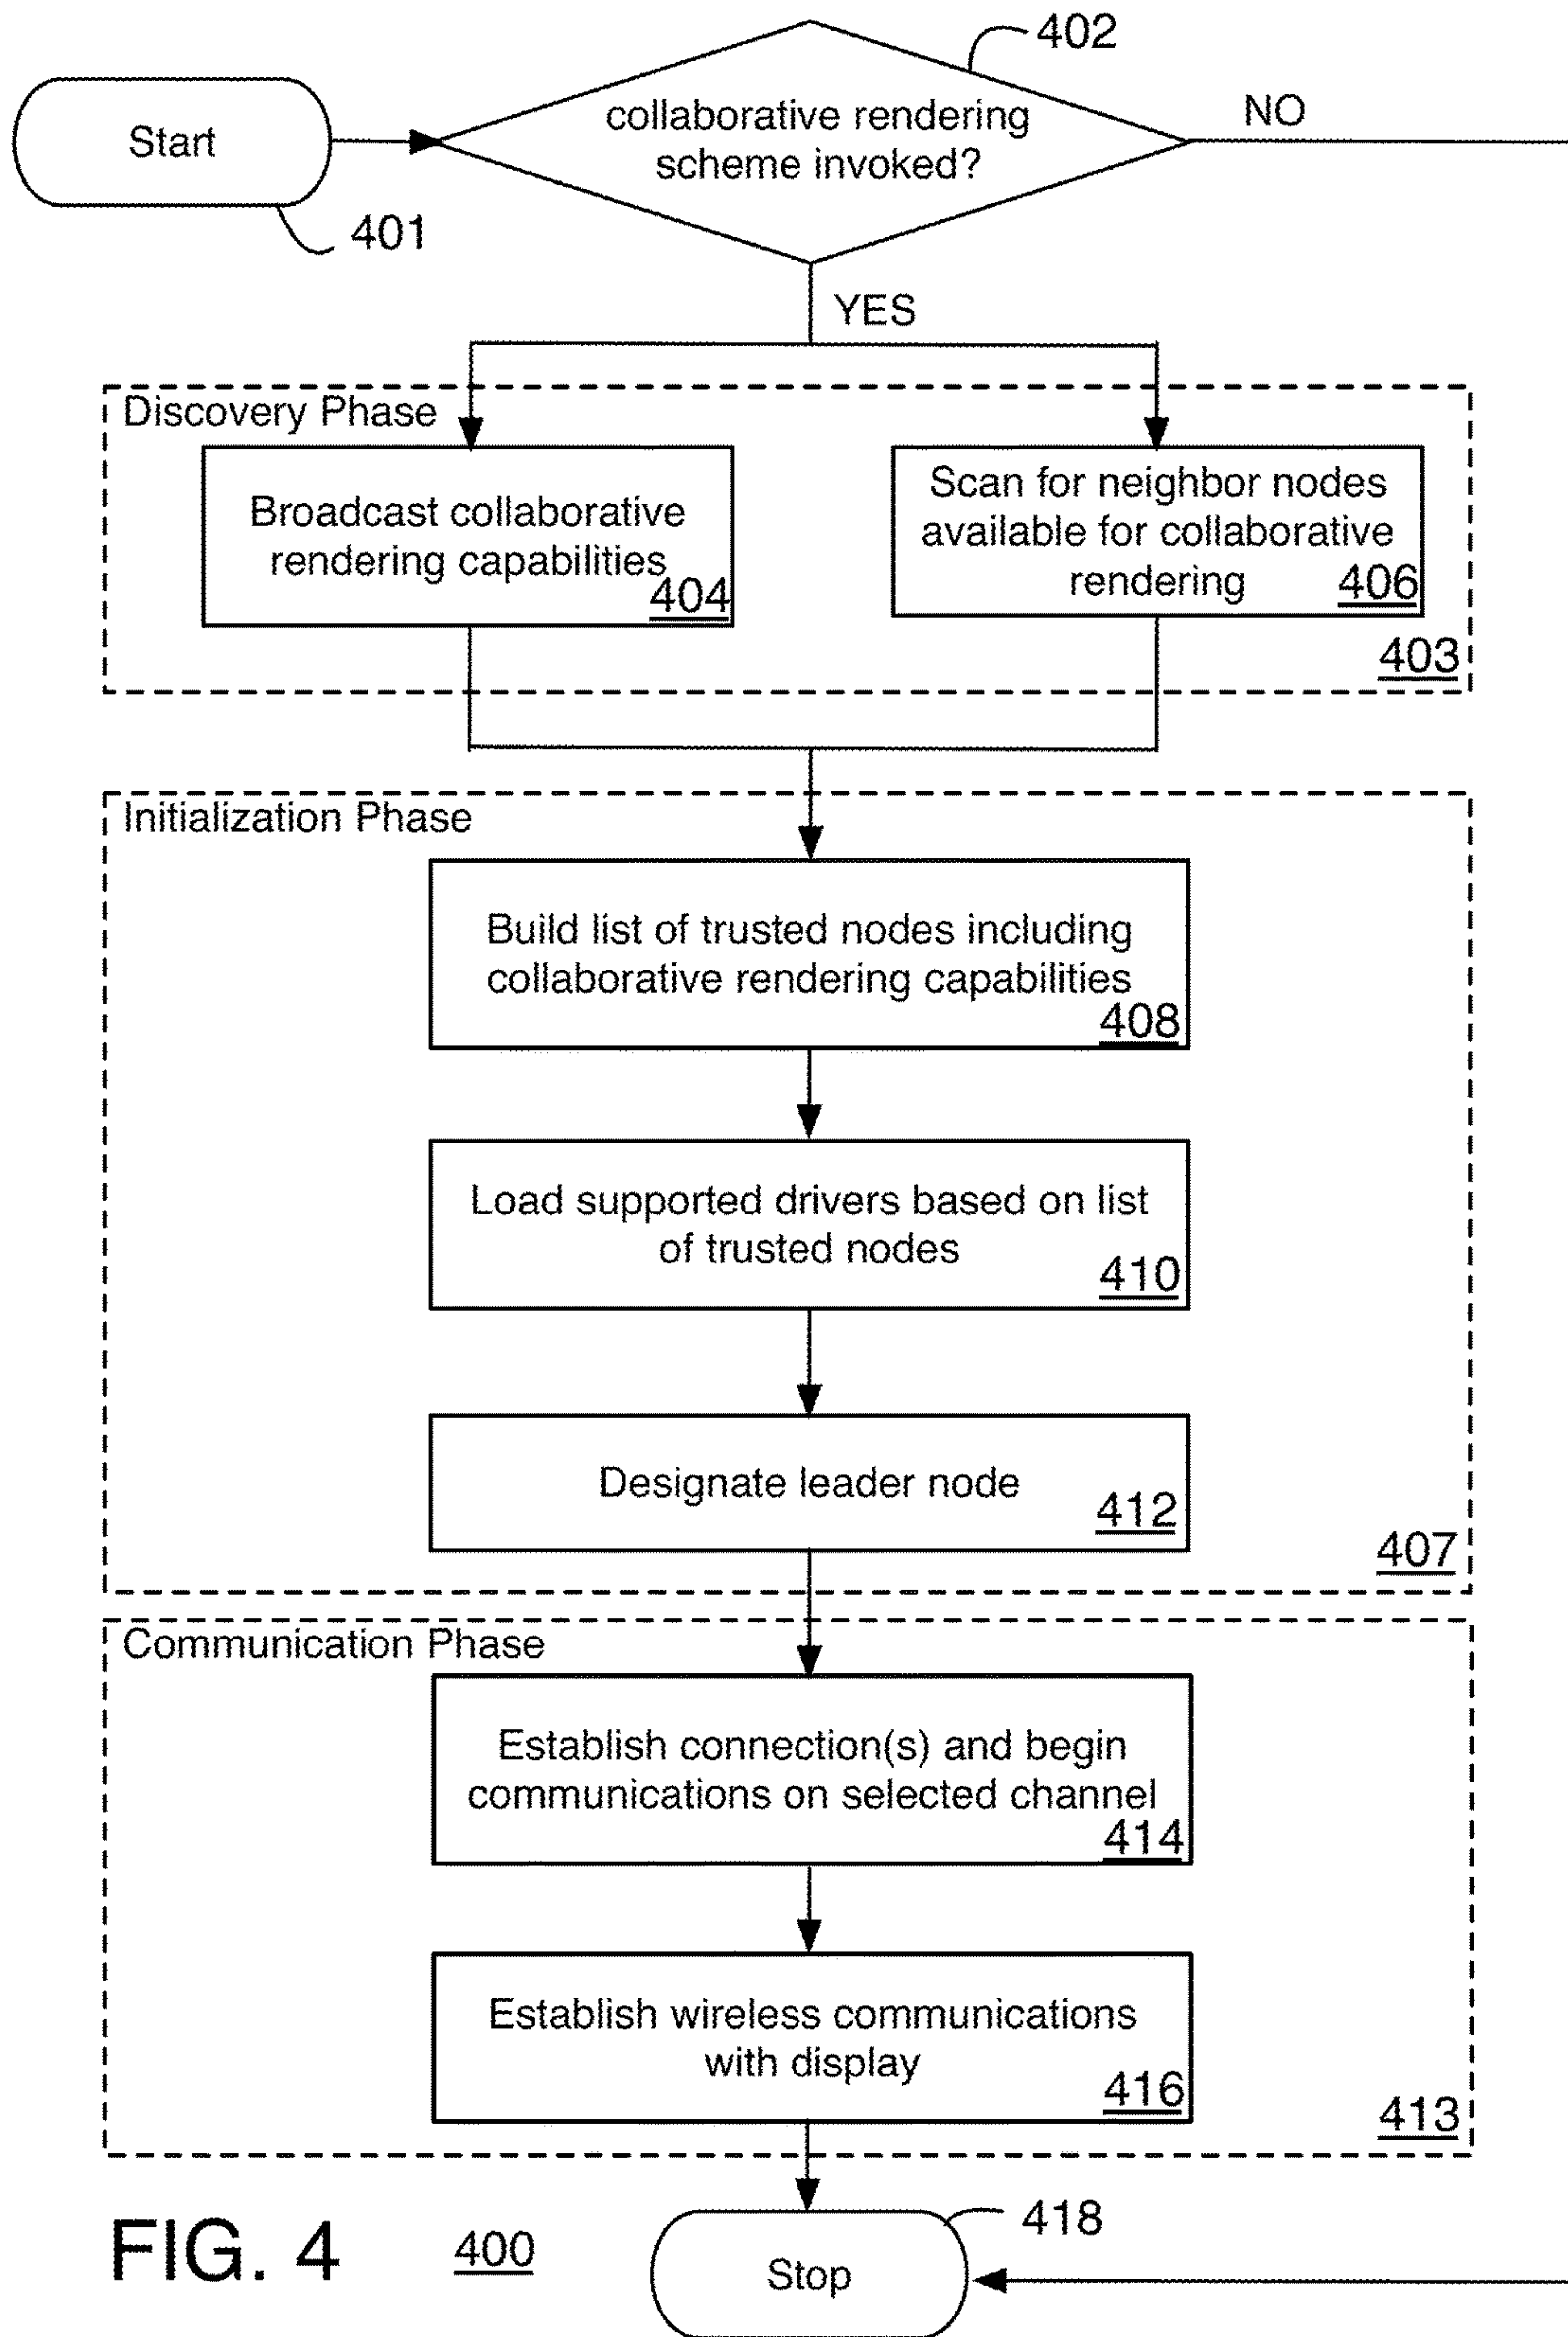 402
Start
collaborative rendering
scheme invoked?
NO
401
YES
Discovery Phase
Broadcast collaborative
rendering capabilities
404
Scan for neighbor nodes
available for collaborative
rendering
406
403
Initialization Phase
Build list of trusted nodes including
collaborative rendering capabilities
408
Load supported drivers based on list
of trusted nodes
410
Designate leader node
412
407
Communication Phase
Establish connection(s) and begin
communications on selected channel
414
Establish wireless communications
with display
416
413
FIG. 4
400
Stop
418